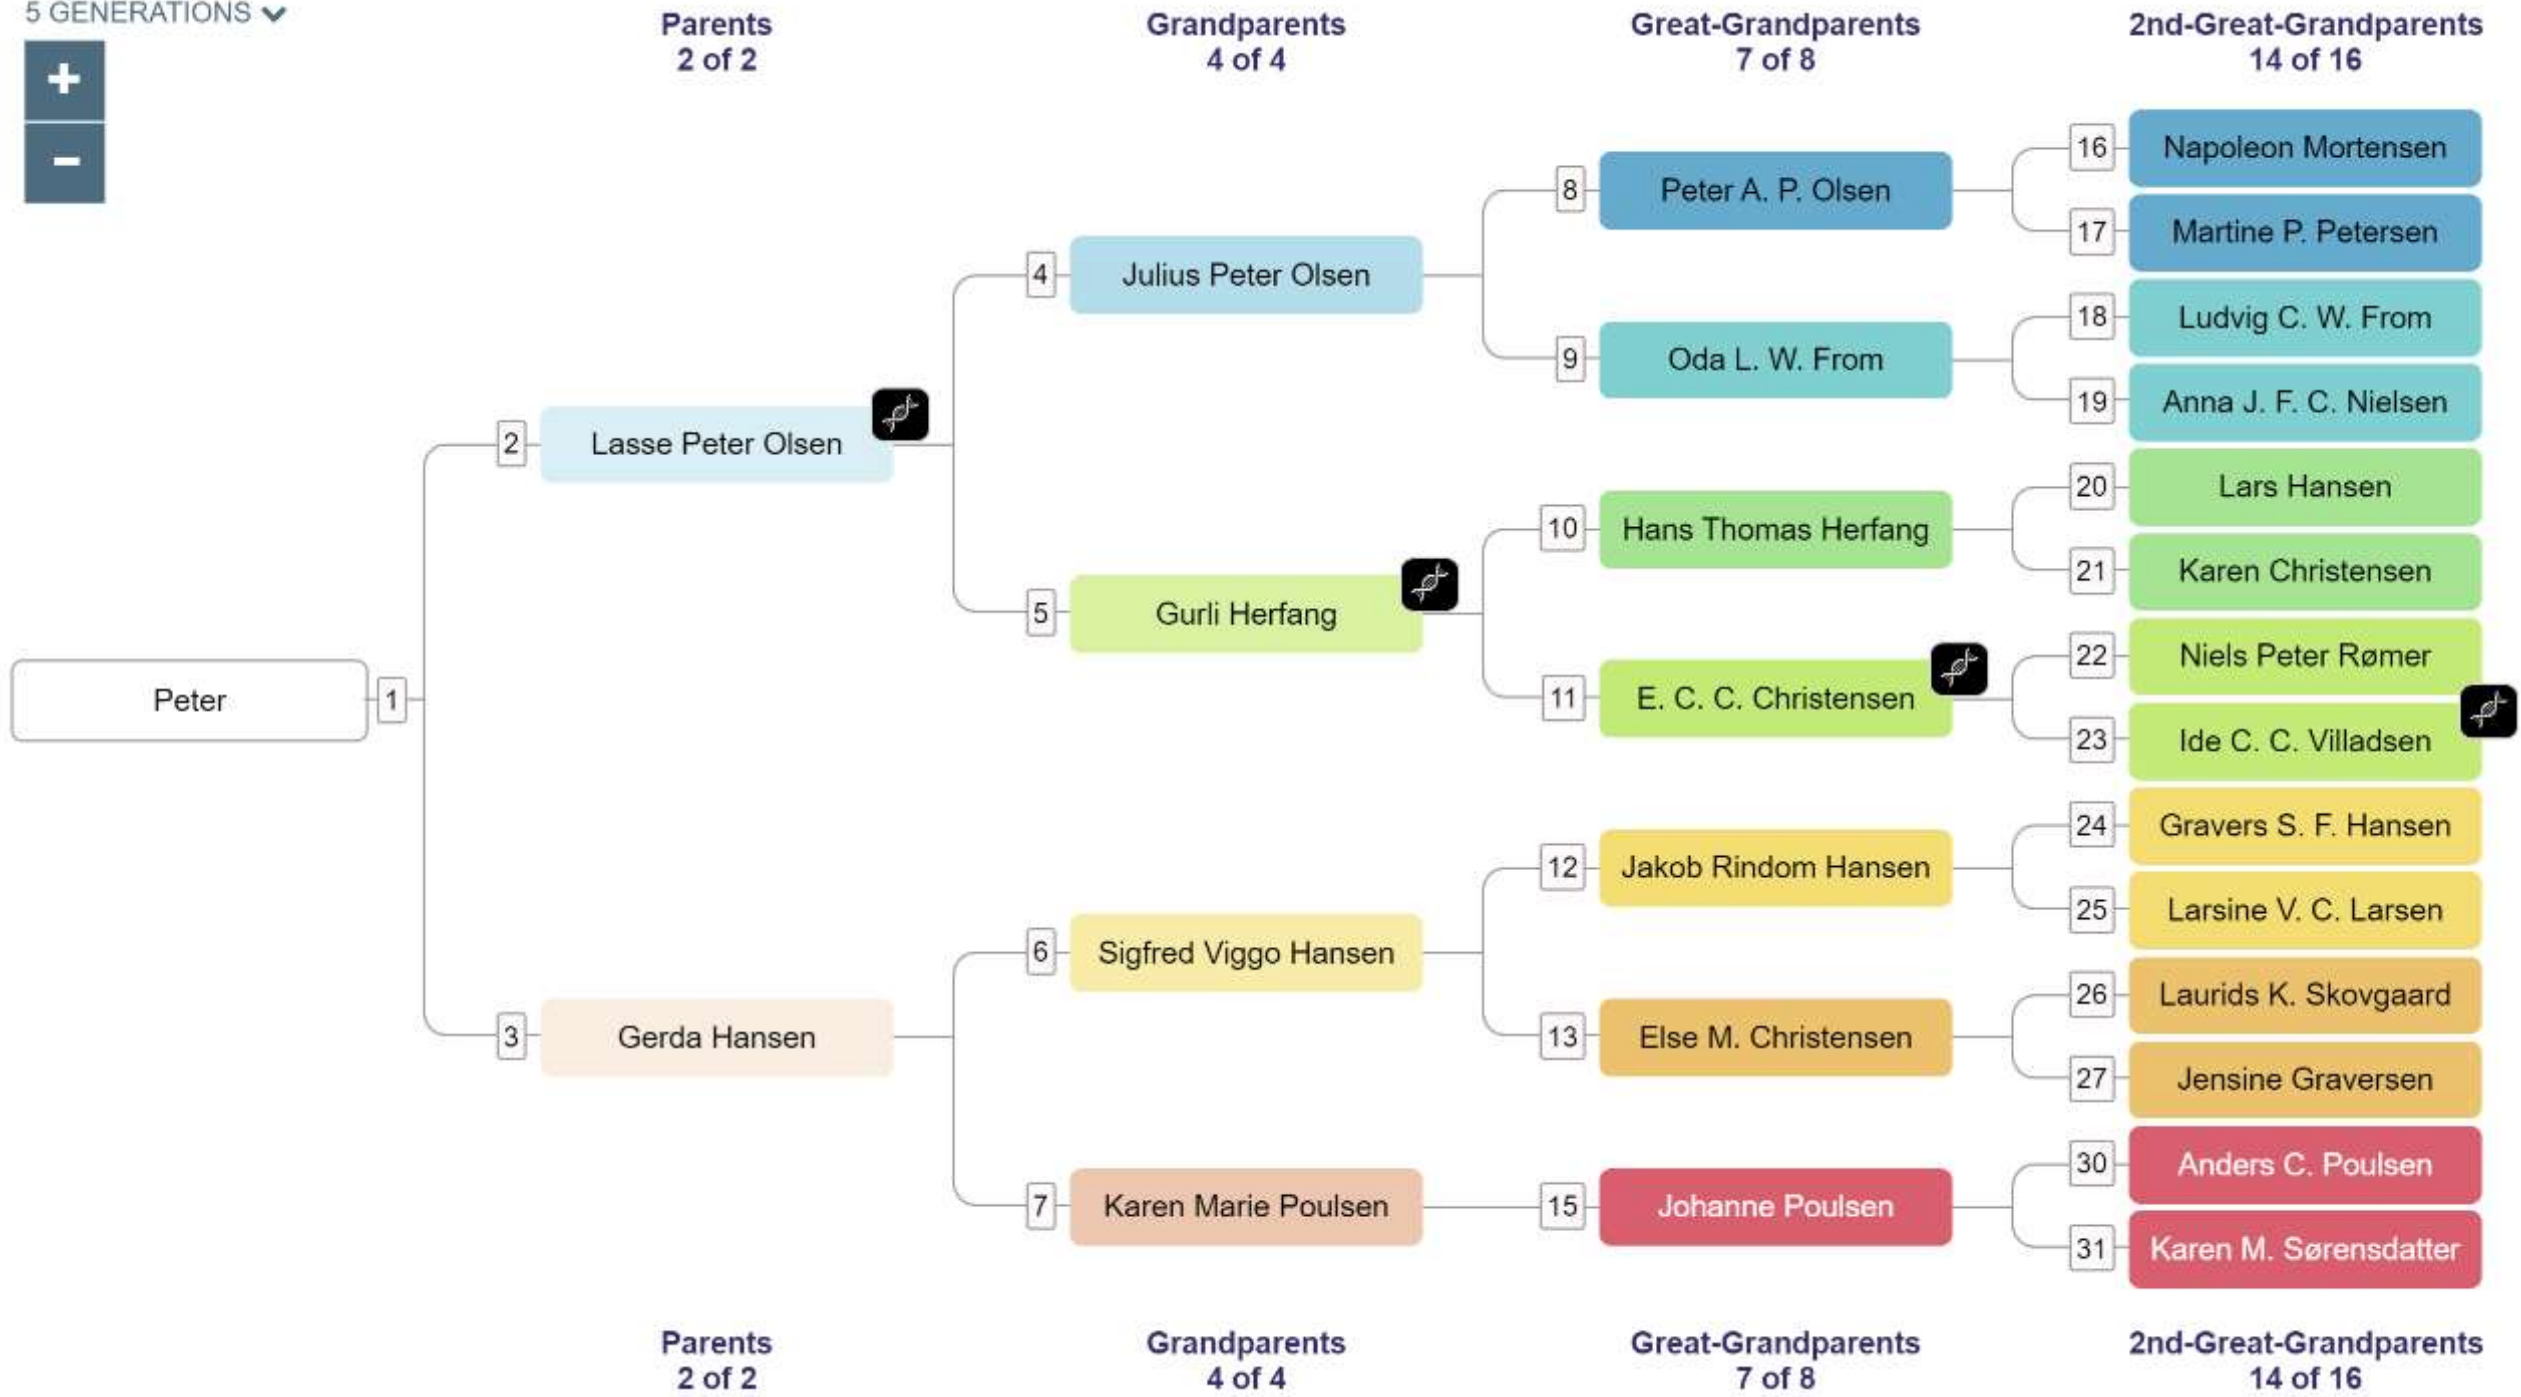 5 GENERATIONS
Parents
2 of 2
Grandparents
4 of 4
Great-Grandparents
7 of 8
2nd-Great-Grandparents
14 of 16
+
−
Peter
1
2
Lasse Peter Olsen
3
Gerda Hansen
4
Julius Peter Olsen
5
Gurli Herfang
6
Sigfred Viggo Hansen
7
Karen Marie Poulsen
8
Peter A. P. Olsen
9
Oda L. W. From
10
Hans Thomas Herfang
11
E. C. C. Christensen
12
Jakob Rindom Hansen
13
Else M. Christensen
15
Johanne Poulsen
16
Napoleon Mortensen
17
Martine P. Petersen
18
Ludvig C. W. From
19
Anna J. F. C. Nielsen
20
Lars Hansen
21
Karen Christensen
22
Niels Peter Rømer
23
Ide C. C. Villadsen
24
Gravers S. F. Hansen
25
Larsine V. C. Larsen
26
Laurids K. Skovgaard
27
Jensine Graversen
30
Anders C. Poulsen
31
Karen M. Sørensdatter
Parents
2 of 2
Grandparents
4 of 4
Great-Grandparents
7 of 8
2nd-Great-Grandparents
14 of 16